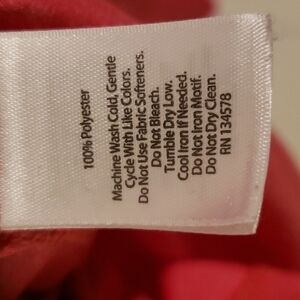 100% Polyester
Machine Wash Cold, Gentle
Cycle With Like Colors.
Do Not Use Fabric Softeners.
Do Not Bleach.
Tumble Dry Low.
Cool Iron If Needed.
Do Not Iron Motif.
Do Not Dry Clean.
RN 134578